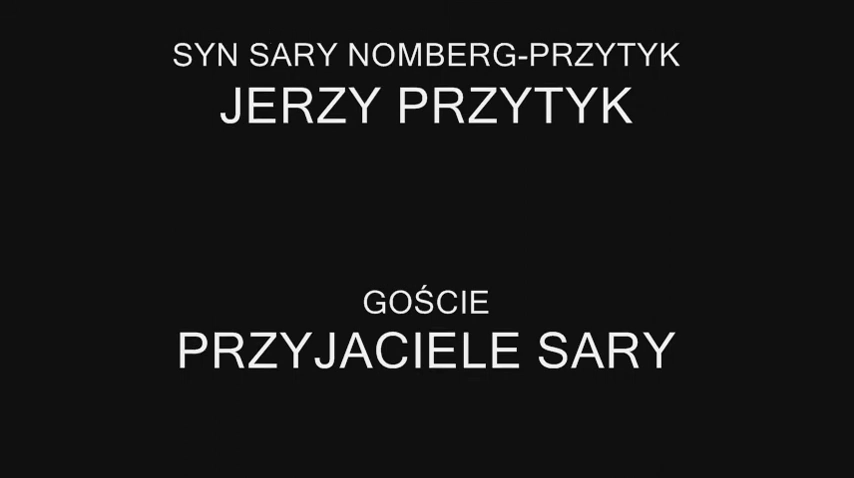 SYN SARY NOMBERG-PRZYTYK
JERZY PRZYTYK
GOŚCIE
PRZYJACIELE SARY